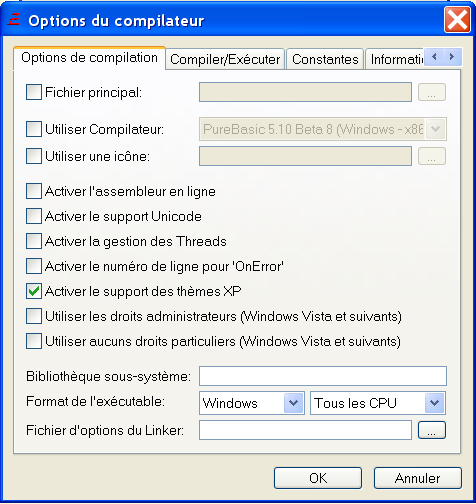 Options du compilateur
Options de compilation Compiler/Exécuter Constantes Informati
Fichier principal: ...
Utiliser Compilateur: PureBasic 5.10 Beta 8 (Windows - x86
Utiliser une icône: ...
Activer l'assembleur en ligne
Activer le support Unicode
Activer la gestion des Threads
Activer le numéro de ligne pour 'OnError'
Activer le support des thèmes XP
Utiliser les droits administrateurs (Windows Vista et suivants)
Utiliser aucuns droits particuliers (Windows Vista et suivants)
Bibliothèque sous-système:
Format de l'exécutable: Windows Tous les CPU
Fichier d'options du Linker: ...
OK Annuler